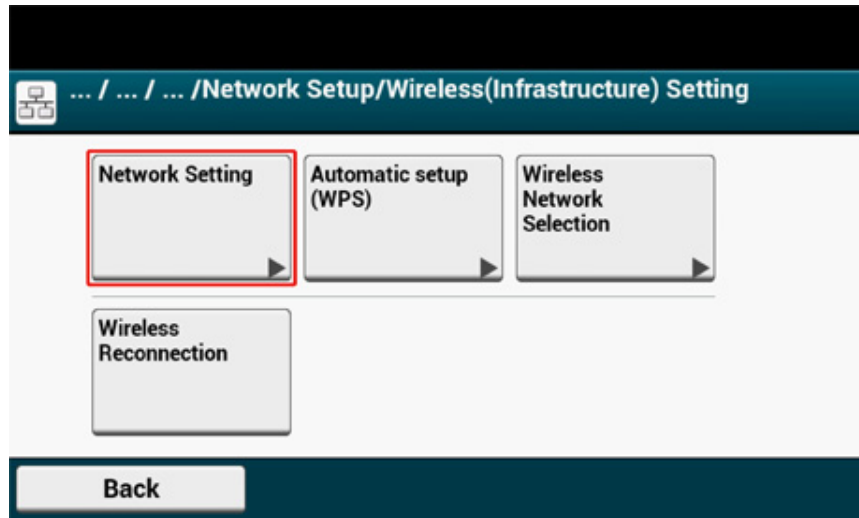 ... / ... / ... /Network Setup/Wireless(Infrastructure) Setting
Network Setting
Automatic setup
(WPS)
Wireless
Network
Selection
Wireless
Reconnection
Back